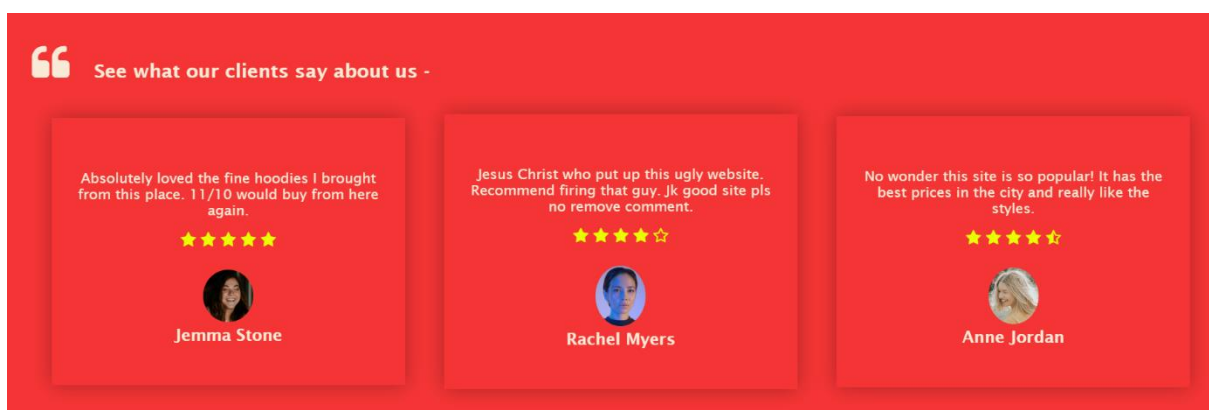 See what our clients say about us -
Absolutely loved the fine hoodies I brought
from this place. 11/10 would buy from here
again.
Jemma Stone
Jesus Christ who put up this ugly website.
Recommend firing that guy. Jk good site pls
no remove comment.
Rachel Myers
No wonder this site is so popular! It has the
best prices in the city and really like the
styles.
Anne Jordan